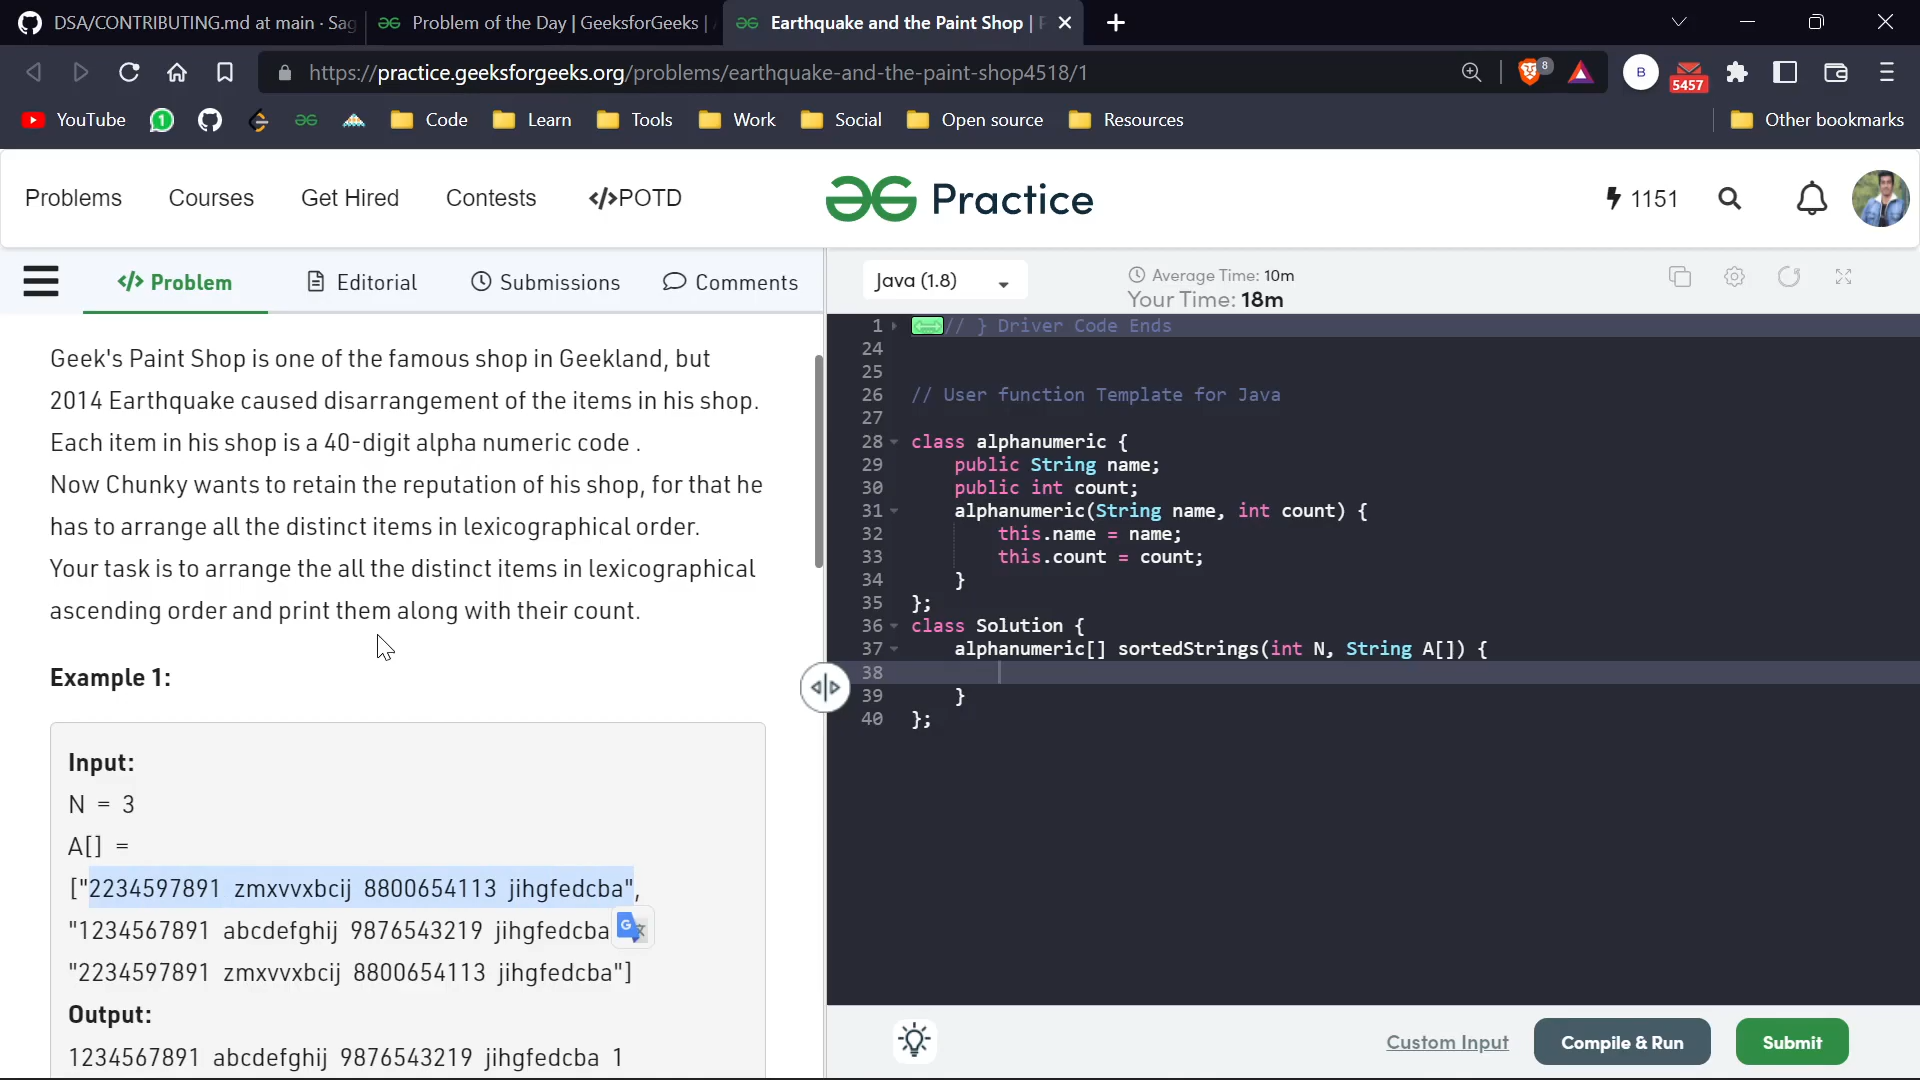 DSA/CONTRIBUTING.md at main · Sag
Problem of the Day | GeeksforGeeks |
Earthquake and the Paint Shop |
https://practice.geeksforgeeks.org/problems/earthquake-and-the-paint-shop4518/1
8
B
5457
YouTube
1
Code
Learn
Tools
Work
Social
Open source
Resources
Other bookmarks
Problems
Courses
Get Hired
Contests
</>POTD
Practice
1151
</> Problem
Editorial
Submissions
Comments
Java (1.8)
Average Time: 10m
Your Time: 18m
Geek's Paint Shop is one of the famous shop in Geekland, but
2014 Earthquake caused disarrangement of the items in his shop.
Each item in his shop is a 40-digit alpha numeric code .
Now Chunky wants to retain the reputation of his shop, for that he
has to arrange all the distinct items in lexicographical order.
Your task is to arrange the all the distinct items in lexicographical
ascending order and print them along with their count.
Example 1:
Input:
N = 3
A[] =
["2234597891 zmxvvxbcij 8800654113 jihgfedcba",
"1234567891 abcdefghij 9876543219 jihgfedcba
"2234597891 zmxvvxbcij 8800654113 jihgfedcba"]
Output:
1234567891 abcdefghij 9876543219 jihgfedcba 1
1 // } Driver Code Ends
24
25
26 // User function Template for Java
27
28 class alphanumeric {
29 public String name;
30 public int count;
31 alphanumeric(String name, int count) {
32 this.name = name;
33 this.count = count;
34 }
35 };
36 class Solution {
37 alphanumeric[] sortedStrings(int N, String A[]) {
38
39 }
40 };
Custom Input
Compile & Run
Submit